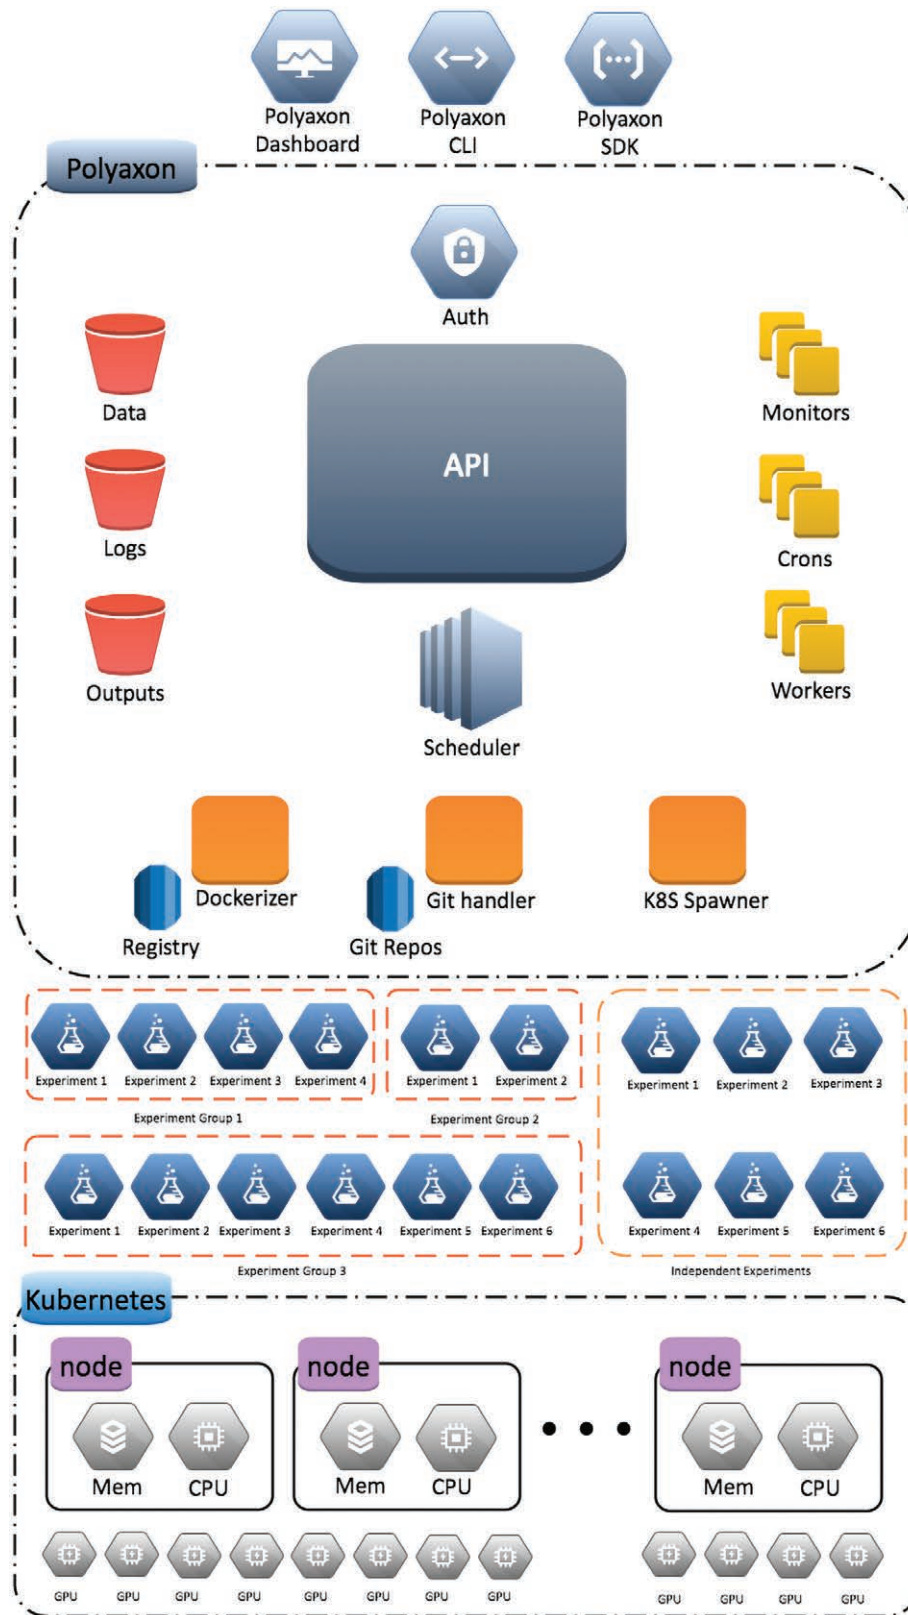 Polyaxon
Dashboard
Polyaxon
CLI
Polyaxon
SDK
Polyaxon
Auth
Data
Monitors
API
Logs
Crons
Outputs
Workers
Scheduler
Dockerizer
Git handler
K8S Spawner
Registry
Git Repos
Experiment 1
Experiment 2
Experiment 3
Experiment 4
Experiment 1
Experiment 2
Experiment 1
Experiment 2
Experiment 3
Experiment Group 1
Experiment Group 2
Experiment 1
Experiment 2
Experiment 3
Experiment 4
Experiment 5
Experiment 6
Experiment 4
Experiment 5
Experiment 6
Experiment Group 3
Independent Experiments
Kubernetes
node
node
node
Mem
CPU
Mem
CPU
Mem
CPU
GPU
GPU
GPU
GPU
GPU
GPU
GPU
GPU
GPU
GPU
GPU
GPU